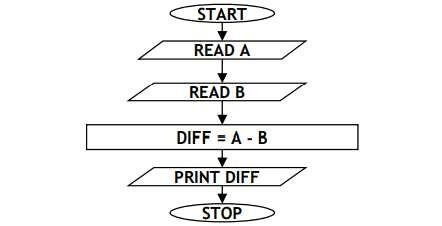 START
READ A
READ B
DIFF = A - B
PRINT DIFF
STOP